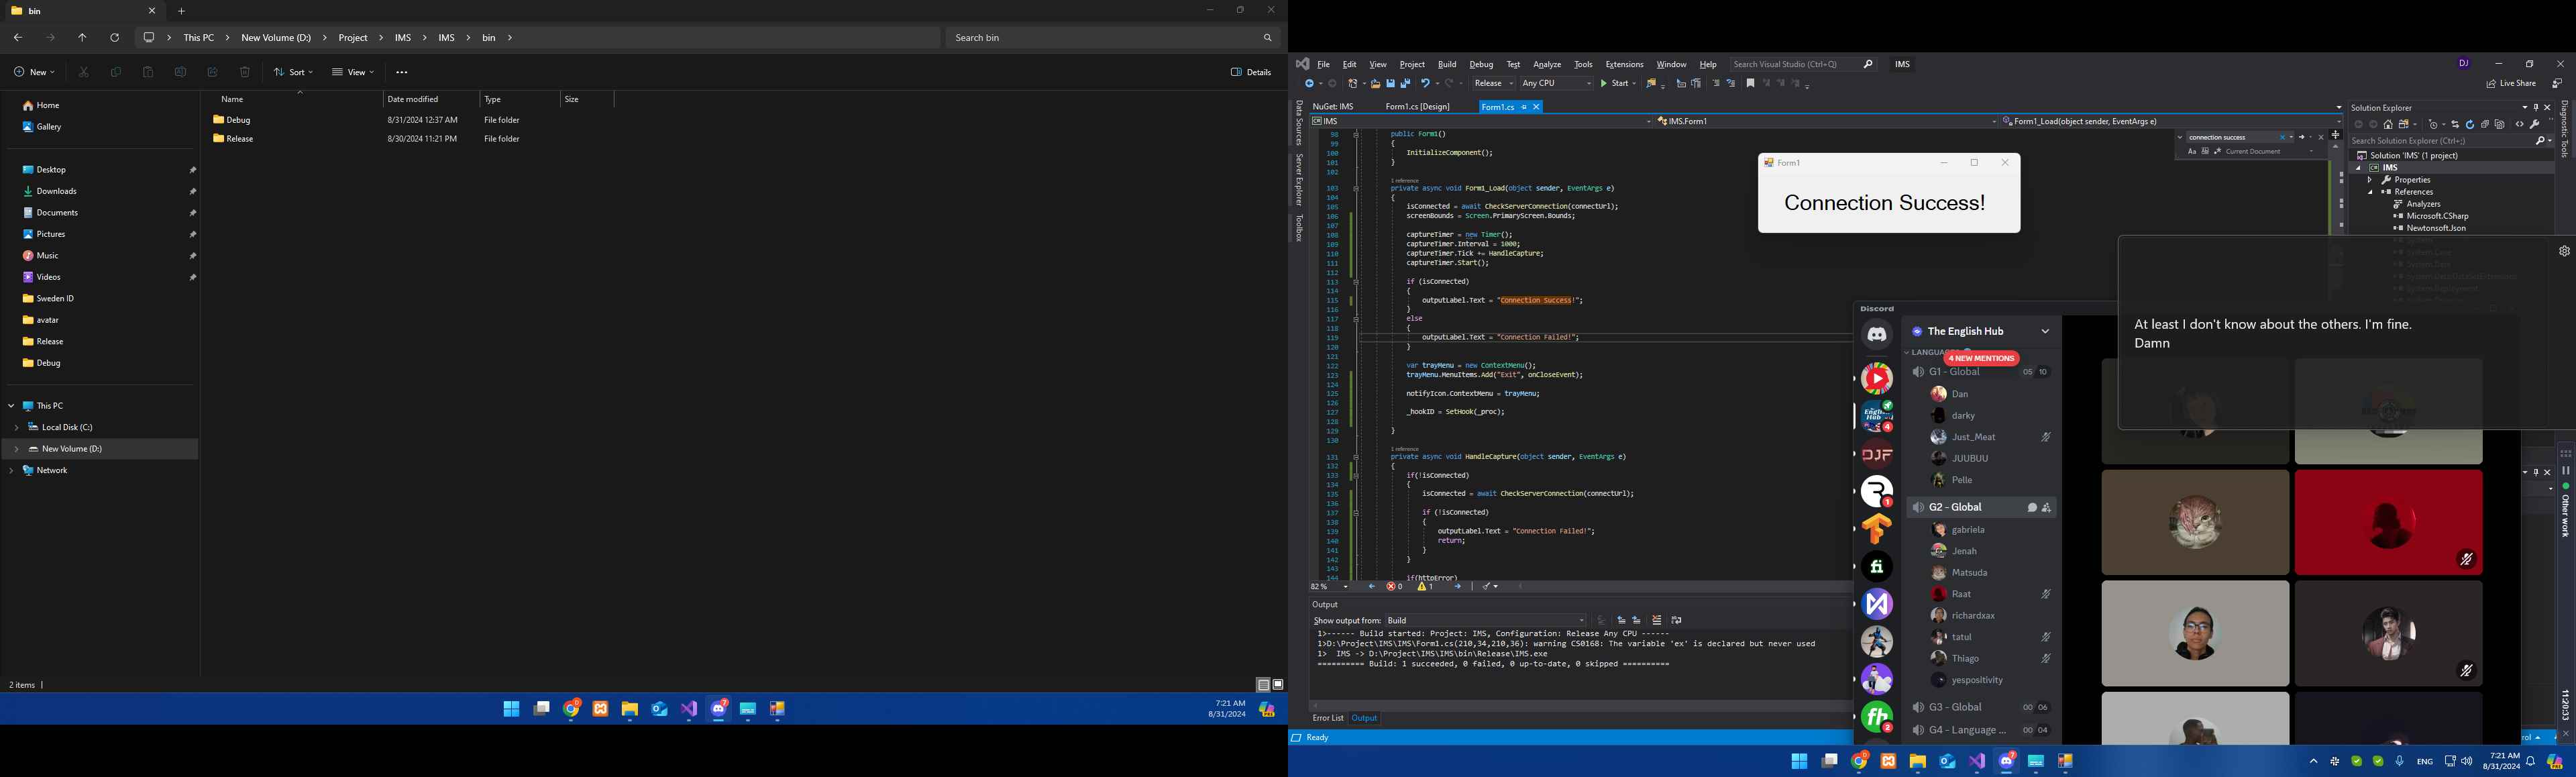 bin
This PC > New Volume (D:) > Project > IMS > IMS > bin >
Search bin
New
Sort
View
Details
Home
Gallery
Desktop
Downloads
Documents
Pictures
Music
Videos
Sweden ID
avatar
Release
Debug
This PC
Local Disk (C:)
New Volume (D:)
Network
Name Date modified Type Size
Debug 8/31/2024 12:37 AM File folder
Release 8/30/2024 11:21 PM File folder
2 items
7:21 AM
8/31/2024
File Edit View Project Build Debug Test Analyze Tools Extensions Window Help Search Visual Studio (Ctrl+Q) IMS DJ
Release Any CPU Start Live Share
NuGet: IMS Form1.cs [Design] Form1.cs
IMS IMS.Form1 Form1_Load(object sender, EventArgs e)
Data Sources
Server Explorer
Toolbox
connection success
Aa Current Document
98 public Form1()
99 {
100 InitializeComponent();
101 }
102
1 reference
103 private async void Form1_Load(object sender, EventArgs e)
104 {
105 isConnected = await CheckServerConnection(connectUrl);
106 screenBounds = Screen.PrimaryScreen.Bounds;
107
108 captureTimer = new Timer();
109 captureTimer.Interval = 1000;
110 captureTimer.Tick += HandleCapture;
111 captureTimer.Start();
112
113 if (isConnected)
114 {
115 outputLabel.Text = "Connection Success!";
116 }
117 else
118 {
119 outputLabel.Text = "Connection Failed!";
120 }
121
122 var trayMenu = new ContextMenu();
123 trayMenu.MenuItems.Add("Exit", onCloseEvent);
124
125 notifyIcon.ContextMenu = trayMenu;
126
127 _hookID = SetHook(_proc);
128
129 }
130
1 reference
131 private async void HandleCapture(object sender, EventArgs e)
132 {
133 if(!isConnected)
134 {
135 isConnected = await CheckServerConnection(connectUrl);
136
137 if (!isConnected)
138 {
139 outputLabel.Text = "Connection Failed!";
140 return;
141 }
142 }
143
144 if(httpError)
82 % 0 1
Output
Show output from: Build
1>------ Build started: Project: IMS, Configuration: Release Any CPU ------
1>D:\Project\IMS\IMS\Form1.cs(210,34,210,36): warning CS0168: The variable 'ex' is declared but never used
1> IMS -> D:\Project\IMS\IMS\bin\Release\IMS.exe
========== Build: 1 succeeded, 0 failed, 0 up-to-date, 0 skipped ==========
Error List Output
Ready
Form1
Connection Success!
Solution Explorer
Search Solution Explorer (Ctrl+;)
Solution 'IMS' (1 project)
IMS
Properties
References
Analyzers
Microsoft.CSharp
Newtonsoft.Json
Diagnostic Tools
At least I don't know about the others. I'm fine.
Damn
Discord
The English Hub
4 NEW MENTIONS
G1 - Global 05 10
Dan
darky
Just_Meat
JUUBUU
Pelle
G2 - Global
gabriela
Jenah
Matsuda
Raat
richardxax
tatul
Thiago
yespositivity
G3 - Global 00 06
G4 - Language ... 00 04
DJF
fi
fh
Other work
11:20:33
ENG
7:21 AM
8/31/2024